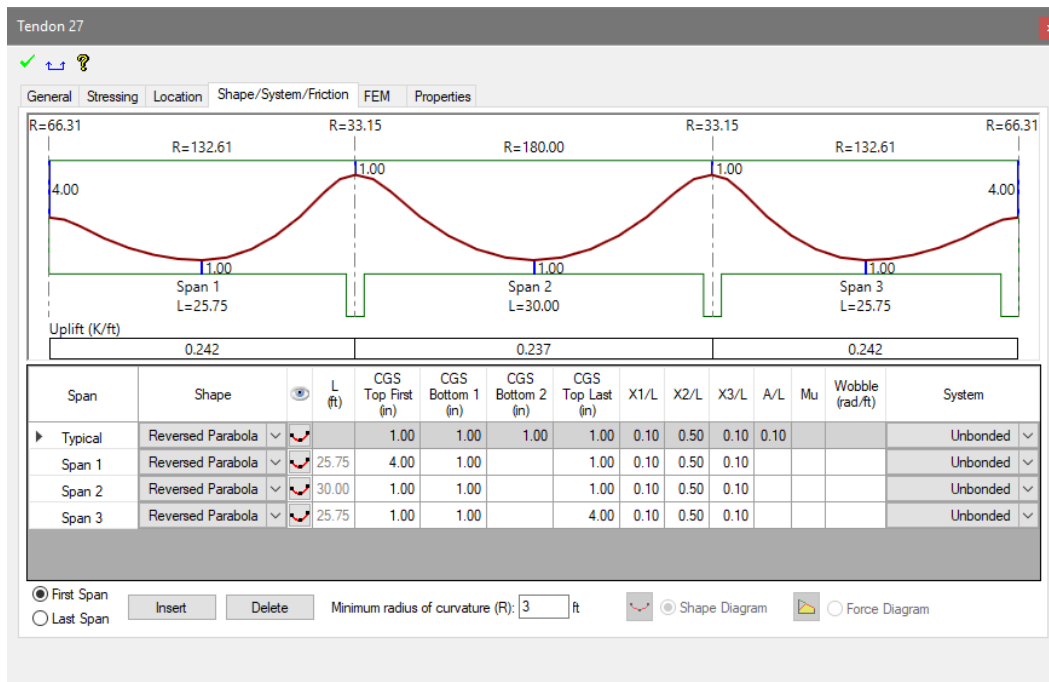 Tendon 27
General Stressing Location Shape/System/Friction FEM Properties
R=66.31 R=33.15 R=33.15 R=66.31
R=132.61 R=180.00 R=132.61
1.00 1.00
4.00 4.00
1.00 1.00 1.00
Span 1 Span 2 Span 3
L=25.75 L=30.00 L=25.75
Uplift (K/ft)
0.242 0.237 0.242
Span Shape L (ft) CGS Top First (in) CGS Bottom 1 (in) CGS Bottom 2 (in) CGS Top Last (in) X1/L X2/L X3/L A/L Mu Wobble (rad/ft) System
Typical Reversed Parabola 1.00 1.00 1.00 1.00 0.10 0.50 0.10 0.10 Unbonded
Span 1 Reversed Parabola 25.75 4.00 1.00 1.00 0.10 0.50 0.10 Unbonded
Span 2 Reversed Parabola 30.00 1.00 1.00 1.00 0.10 0.50 0.10 Unbonded
Span 3 Reversed Parabola 25.75 1.00 1.00 4.00 0.10 0.50 0.10 Unbonded
First Span
Last Span
Insert Delete Minimum radius of curvature (R): 3 ft Shape Diagram Force Diagram